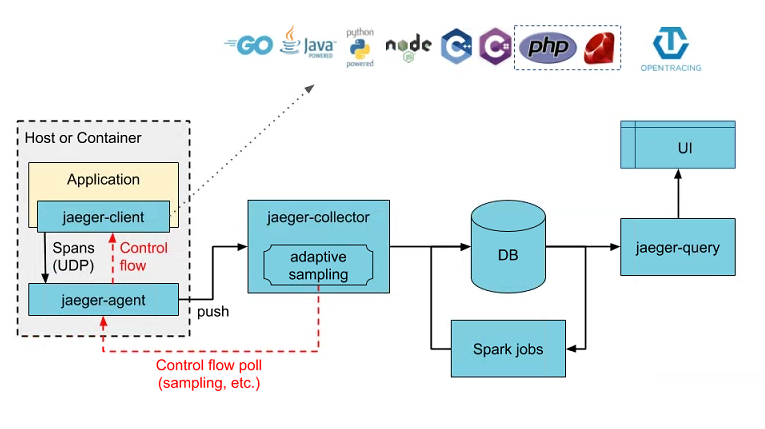 GO
Java
POWERED
python
powered
node
JS
C++
C#
php
OPENTRACING
Host or Container
Application
jaeger-client
Spans
(UDP)
Control
flow
jaeger-agent
push
jaeger-collector
adaptive
sampling
Control flow poll
(sampling, etc.)
DB
Spark jobs
UI
jaeger-query